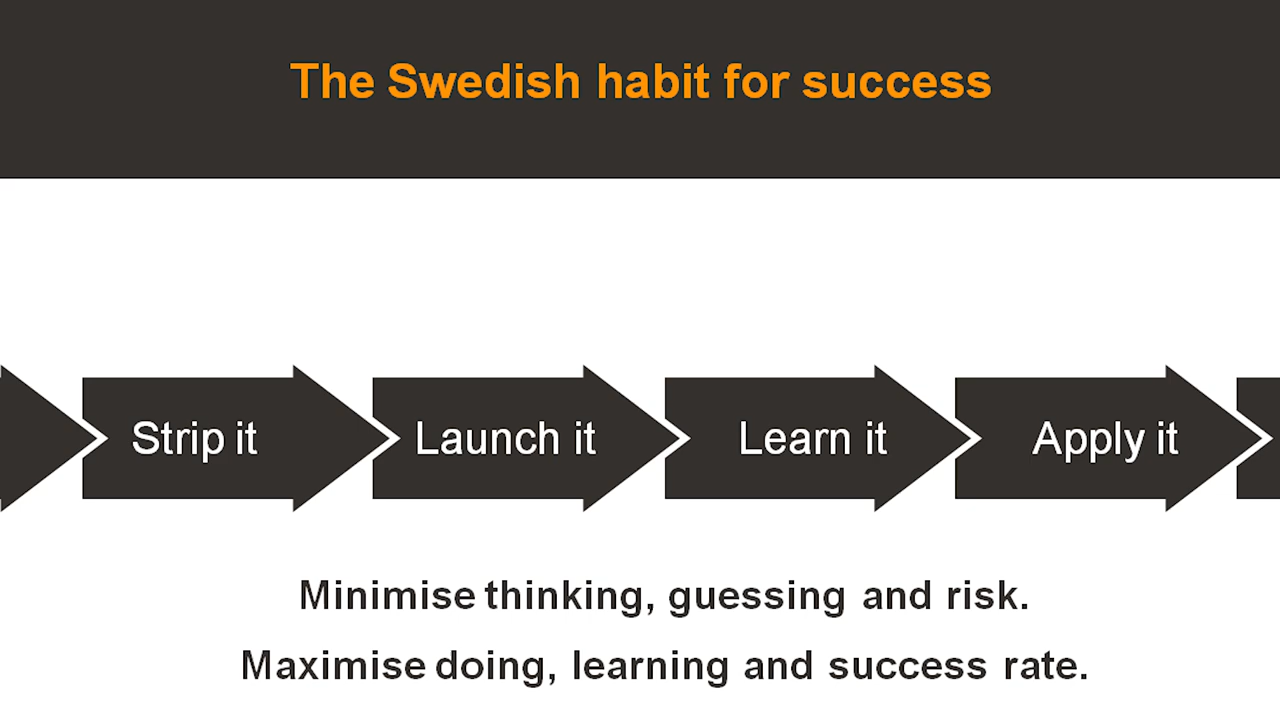 The Swedish habit for success
Strip it
Launch it
Learn it
Apply it
Minimise thinking, guessing and risk.
Maximise doing, learning and success rate.